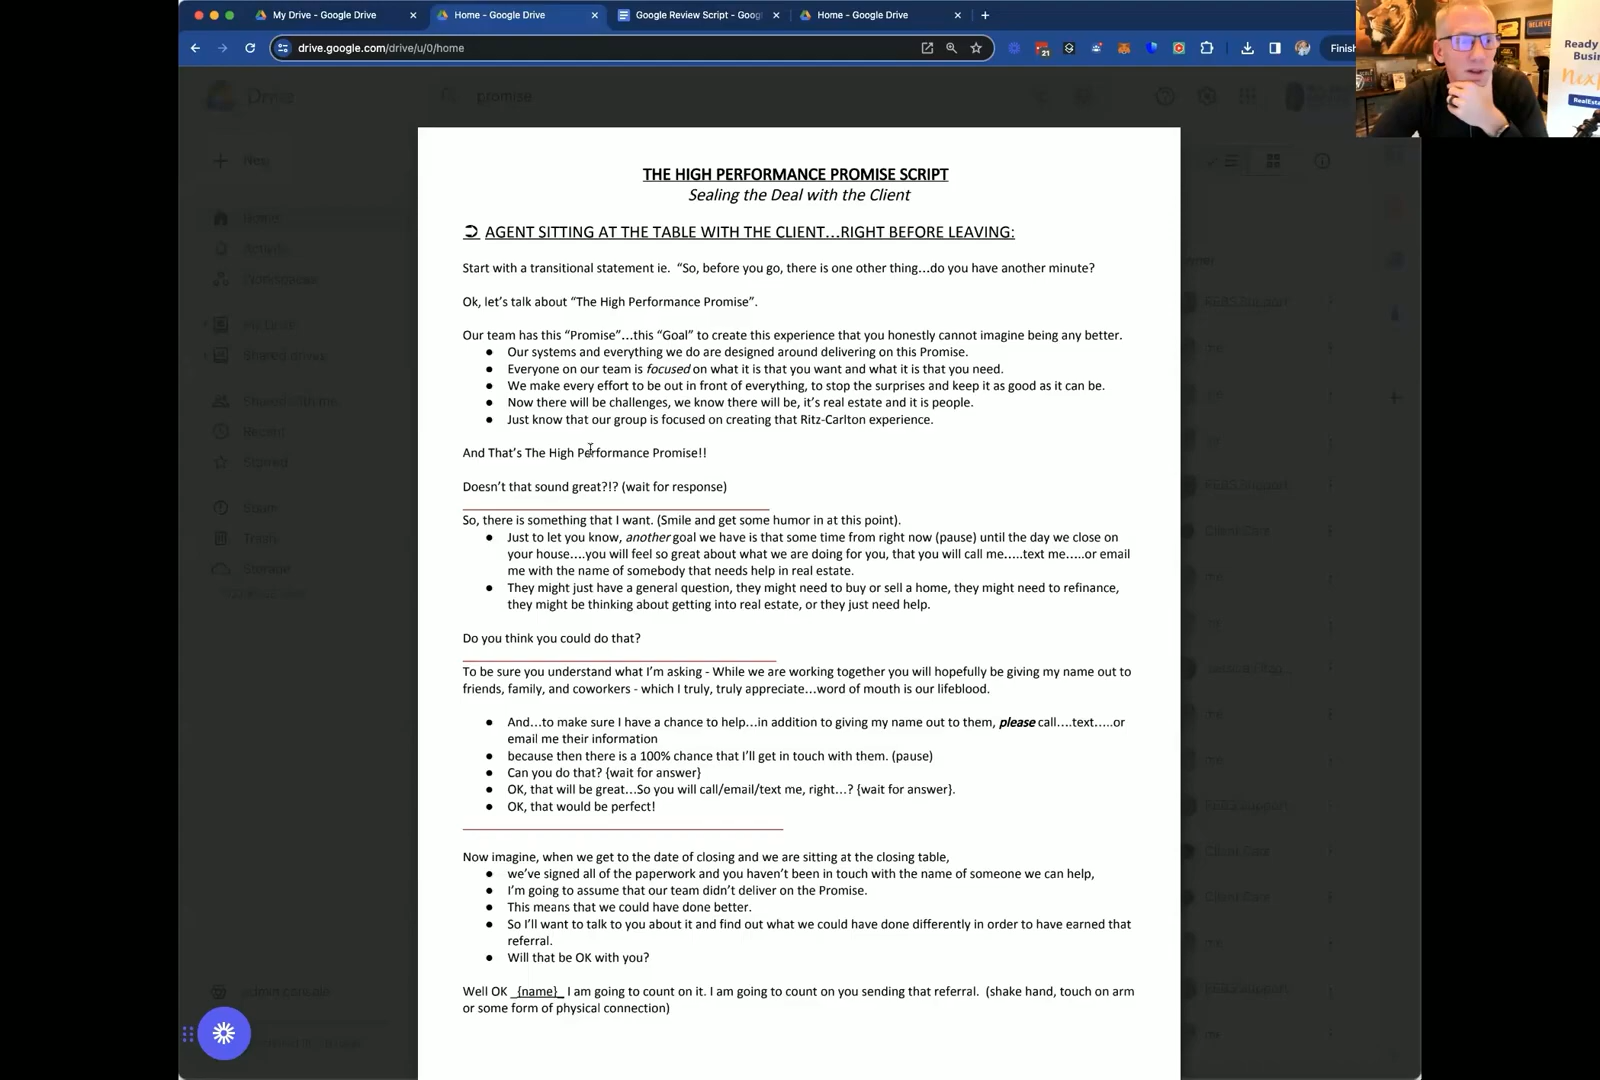 My Drive - Google Drive
Home - Google Drive
Google Review Script - Goog
Home - Google Drive
drive.google.com/drive/u/0/home
21
Finish
Drive
promise
New
Home
Activity
Workspaces
My Drive
Shared drives
Shared with me
Recent
Starred
Spam
Trash
Storage
Ready
Busin
Next
RealEsta
BELIEVE
THE HIGH PERFORMANCE PROMISE SCRIPT
Sealing the Deal with the Client
➲ AGENT SITTING AT THE TABLE WITH THE CLIENT…RIGHT BEFORE LEAVING:
Start with a transitional statement ie.  “So, before you go, there is one other thing…do you have another minute?
Ok, let’s talk about “The High Performance Promise”.
Our team has this “Promise”…this “Goal” to create this experience that you honestly cannot imagine being any better.
● Our systems and everything we do are designed around delivering on this Promise.
● Everyone on our team is focused on what it is that you want and what it is that you need.
● We make every effort to be out in front of everything, to stop the surprises and keep it as good as it can be.
● Now there will be challenges, we know there will be, it’s real estate and it is people.
● Just know that our group is focused on creating that Ritz-Carlton experience.
And That’s The High Performance Promise!!
Doesn’t that sound great?!? (wait for response)
So, there is something that I want. (Smile and get some humor in at this point).
● Just to let you know, another goal we have is that some time from right now (pause) until the day we close on
your house….you will feel so great about what we are doing for you, that you will call me…..text me…..or email
me with the name of somebody that needs help in real estate.
● They might just have a general question, they might need to buy or sell a home, they might need to refinance,
they might be thinking about getting into real estate, or they just need help.
Do you think you could do that?
To be sure you understand what I’m asking - While we are working together you will hopefully be giving my name out to
friends, family, and coworkers - which I truly, truly appreciate…word of mouth is our lifeblood.
● And…to make sure I have a chance to help…in addition to giving my name out to them, please call….text…..or
email me their information
● because then there is a 100% chance that I’ll get in touch with them. (pause)
● Can you do that? {wait for answer}
● OK, that will be great…So you will call/email/text me, right…? {wait for answer}.
● OK, that would be perfect!
Now imagine, when we get to the date of closing and we are sitting at the closing table,
● we’ve signed all of the paperwork and you haven’t been in touch with the name of someone we can help,
● I’m going to assume that our team didn’t deliver on the Promise.
● This means that we could have done better.
● So I’ll want to talk to you about it and find out what we could have done differently in order to have earned that
referral.
● Will that be OK with you?
Well OK _{name}_ I am going to count on it. I am going to count on you sending that referral.  (shake hand, touch on arm
or some form of physical connection)